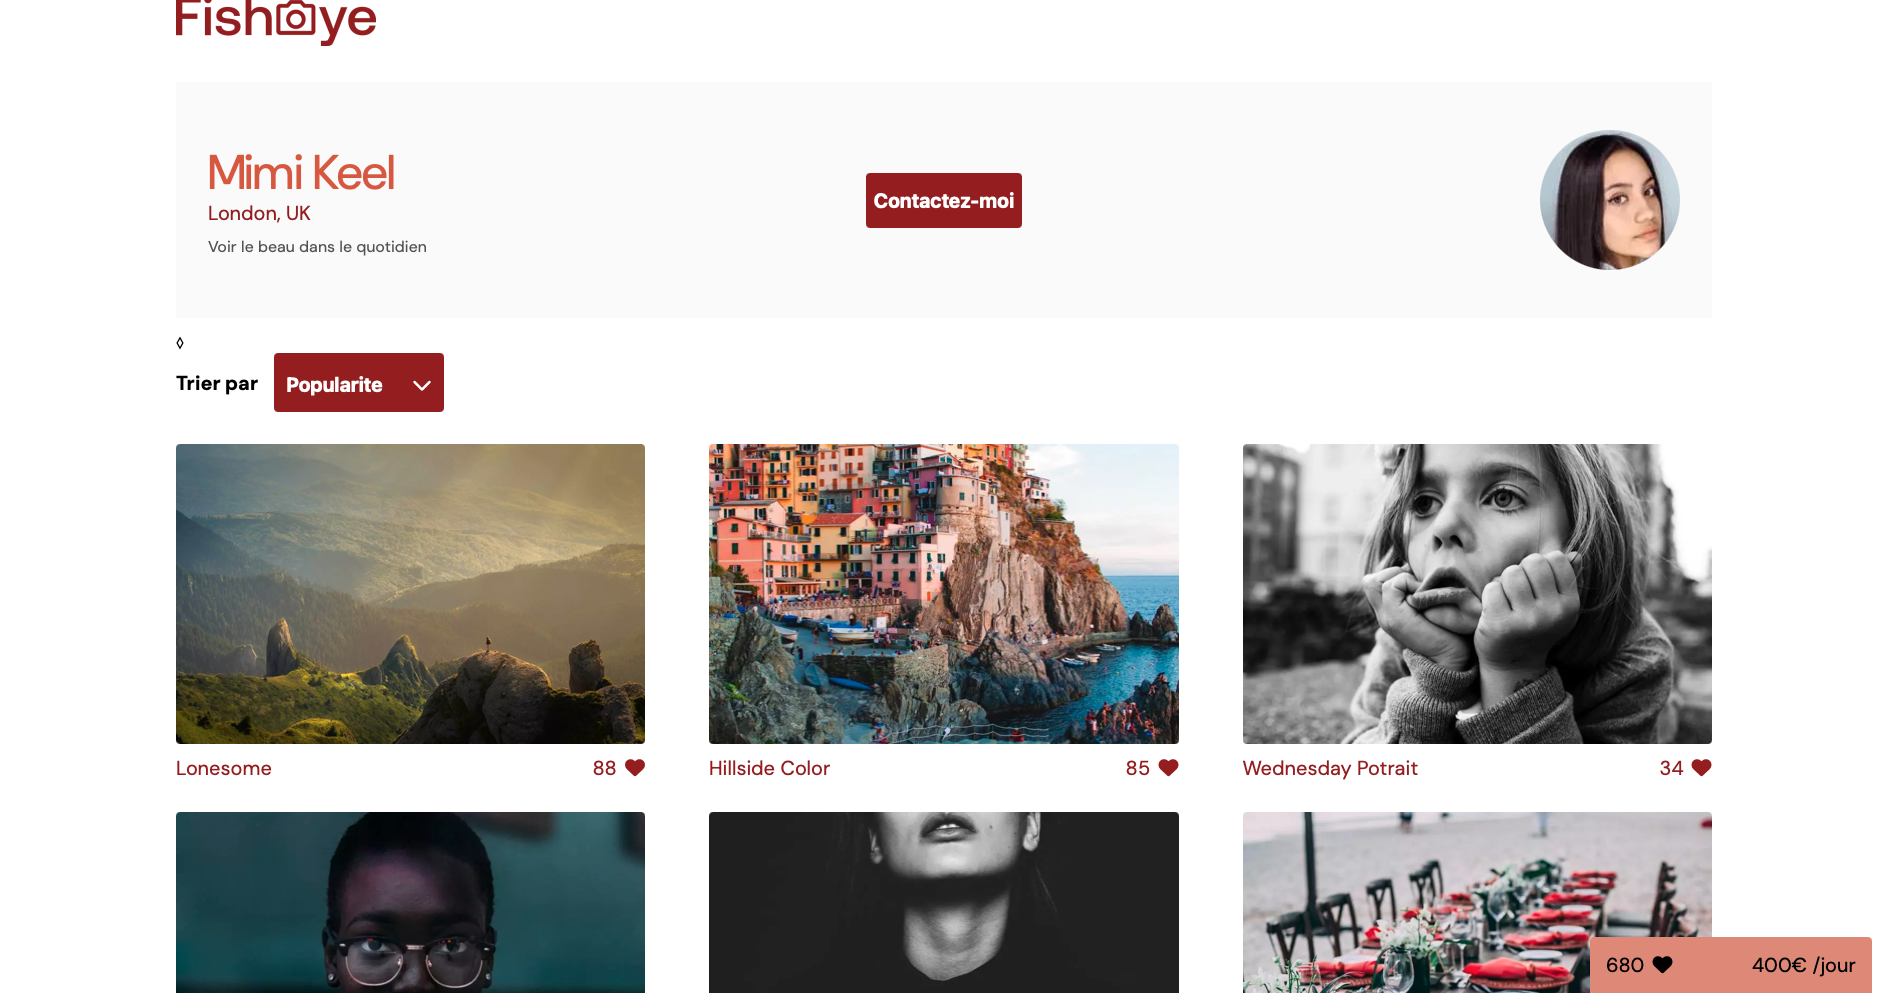 Fisheye
Mimi Keel
London, UK
Voir le beau dans le quotidien
Contactez-moi
◊
Trier par
Popularite
Lonesome
88
Hillside Color
85
Wednesday Potrait
34
680
400€ /jour